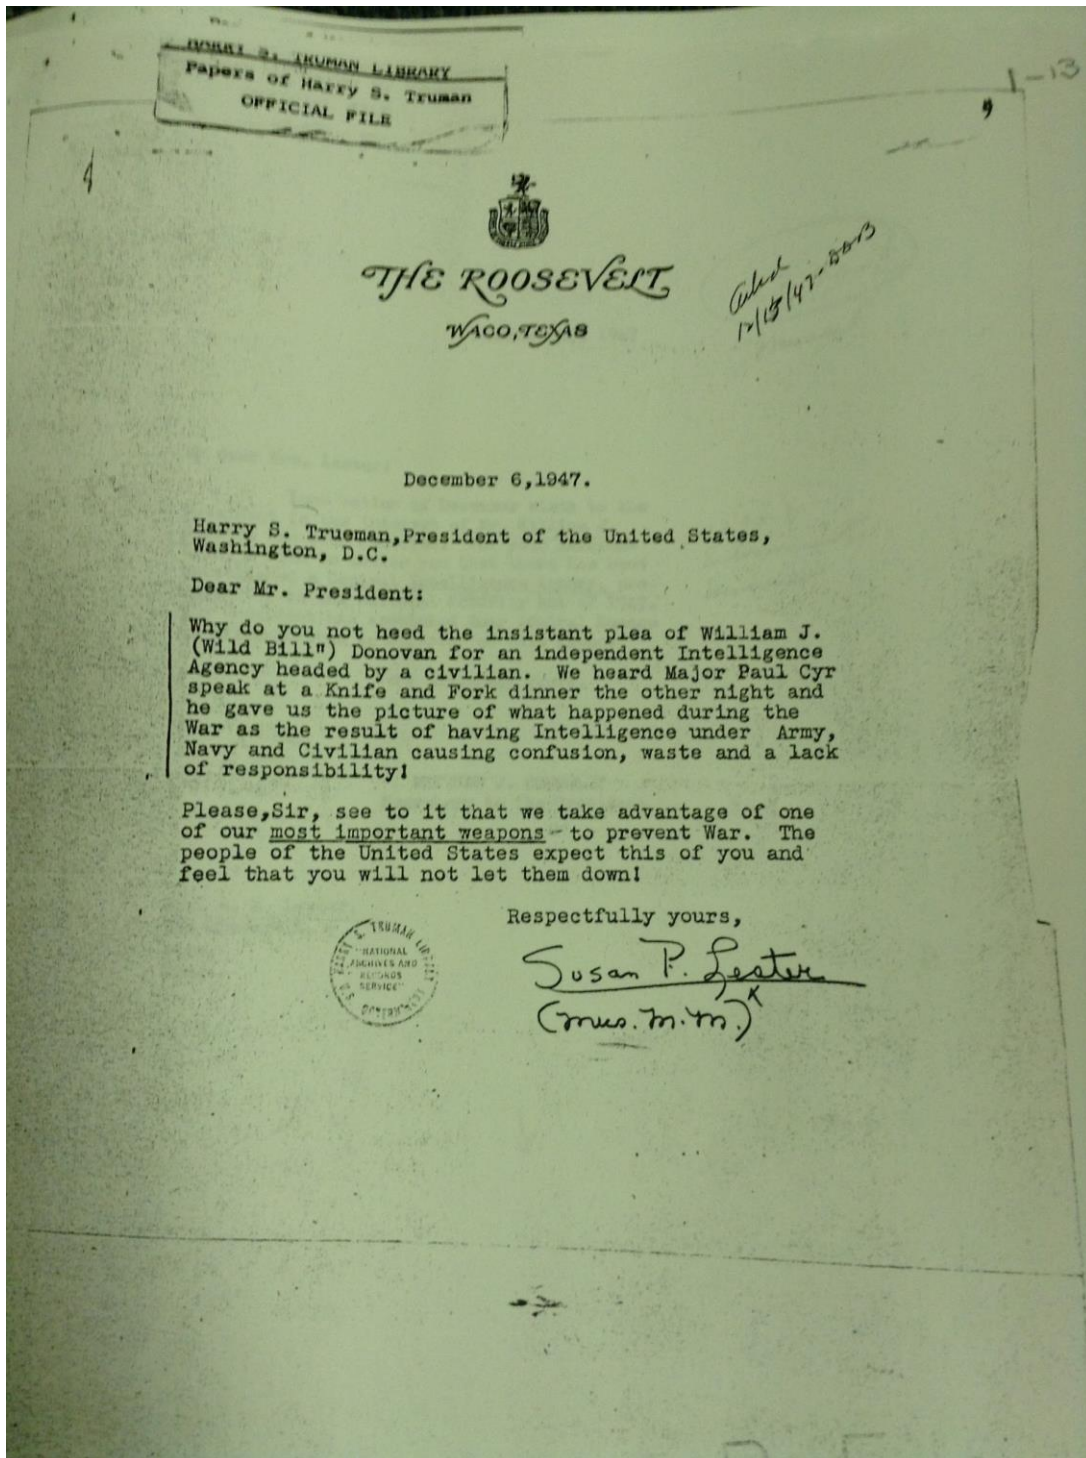 HARRY S. TRUMAN LIBRARY
Papers of Harry S. Truman
OFFICIAL FILE
1-13
THE ROOSEVELT
WACO, TEXAS
12/15/47
December 6,1947.
Harry S. Trueman,President of the United States,
Washington, D.C.
Dear Mr. President:
Why do you not heed the insistant plea of William J.
(Wild Bill") Donovan for an independent Intelligence
Agency headed by a civilian. We heard Major Paul Cyr
speak at a Knife and Fork dinner the other night and
he gave us the picture of what happened during the
War as the result of having Intelligence under Army,
Navy and Civilian causing confusion, waste and a lack
of responsibility!
Please,Sir, see to it that we take advantage of one
of our most important weapons - to prevent War. The
people of the United States expect this of you and
feel that you will not let them down!
Respectfully yours,
HARRY S. TRUMAN LIBRARY
NATIONAL
ARCHIVES AND
RECORDS
SERVICE
U.S. GOVERNMENT
Susan P. Lester
(Mrs. M.M.) x